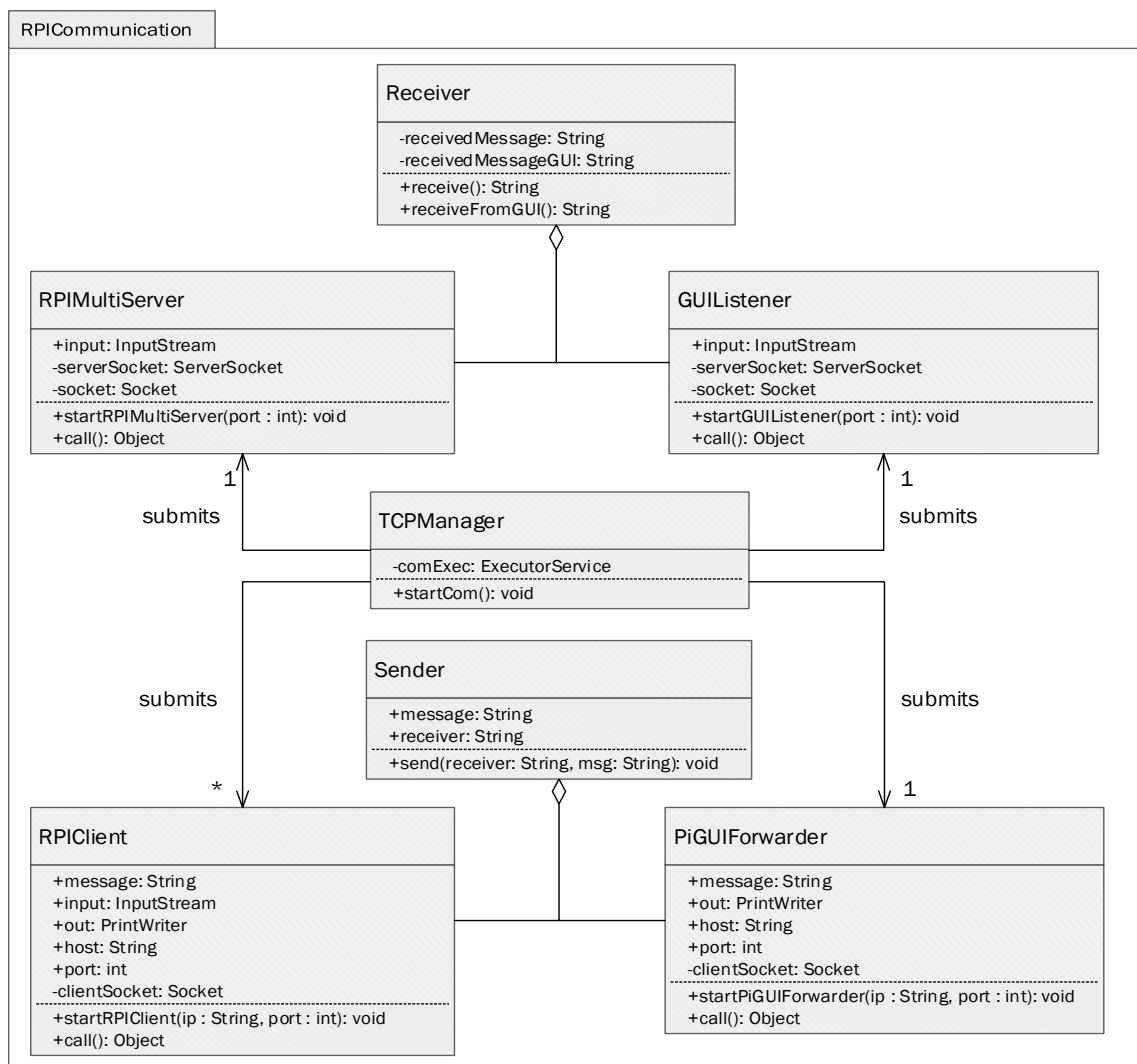 RPICommunication
Receiver
-receivedMessage: String
-receivedMessageGUI: String
+receive(): String
+receiveFromGUI(): String
RPIMultiServer
+input: InputStream
-serverSocket: ServerSocket
-socket: Socket
+startRPIMultiServer(port : int): void
+call(): Object
GUIListener
+input: InputStream
-serverSocket: ServerSocket
-socket: Socket
+startGUIListener(port : int): void
+call(): Object
1
submits
1
submits
TCPManager
-comExec: ExecutorService
+startCom(): void
submits
*
submits
1
Sender
+message: String
+receiver: String
+send(receiver: String, msg: String): void
RPIClient
+message: String
+input: InputStream
+out: PrintWriter
+host: String
+port: int
-clientSocket: Socket
+startRPIClient(ip : String, port : int): void
+call(): Object
PiGUIForwarder
+message: String
+out: PrintWriter
+host: String
+port: int
-clientSocket: Socket
+startPiGUIForwarder(ip : String, port : int): void
+call(): Object